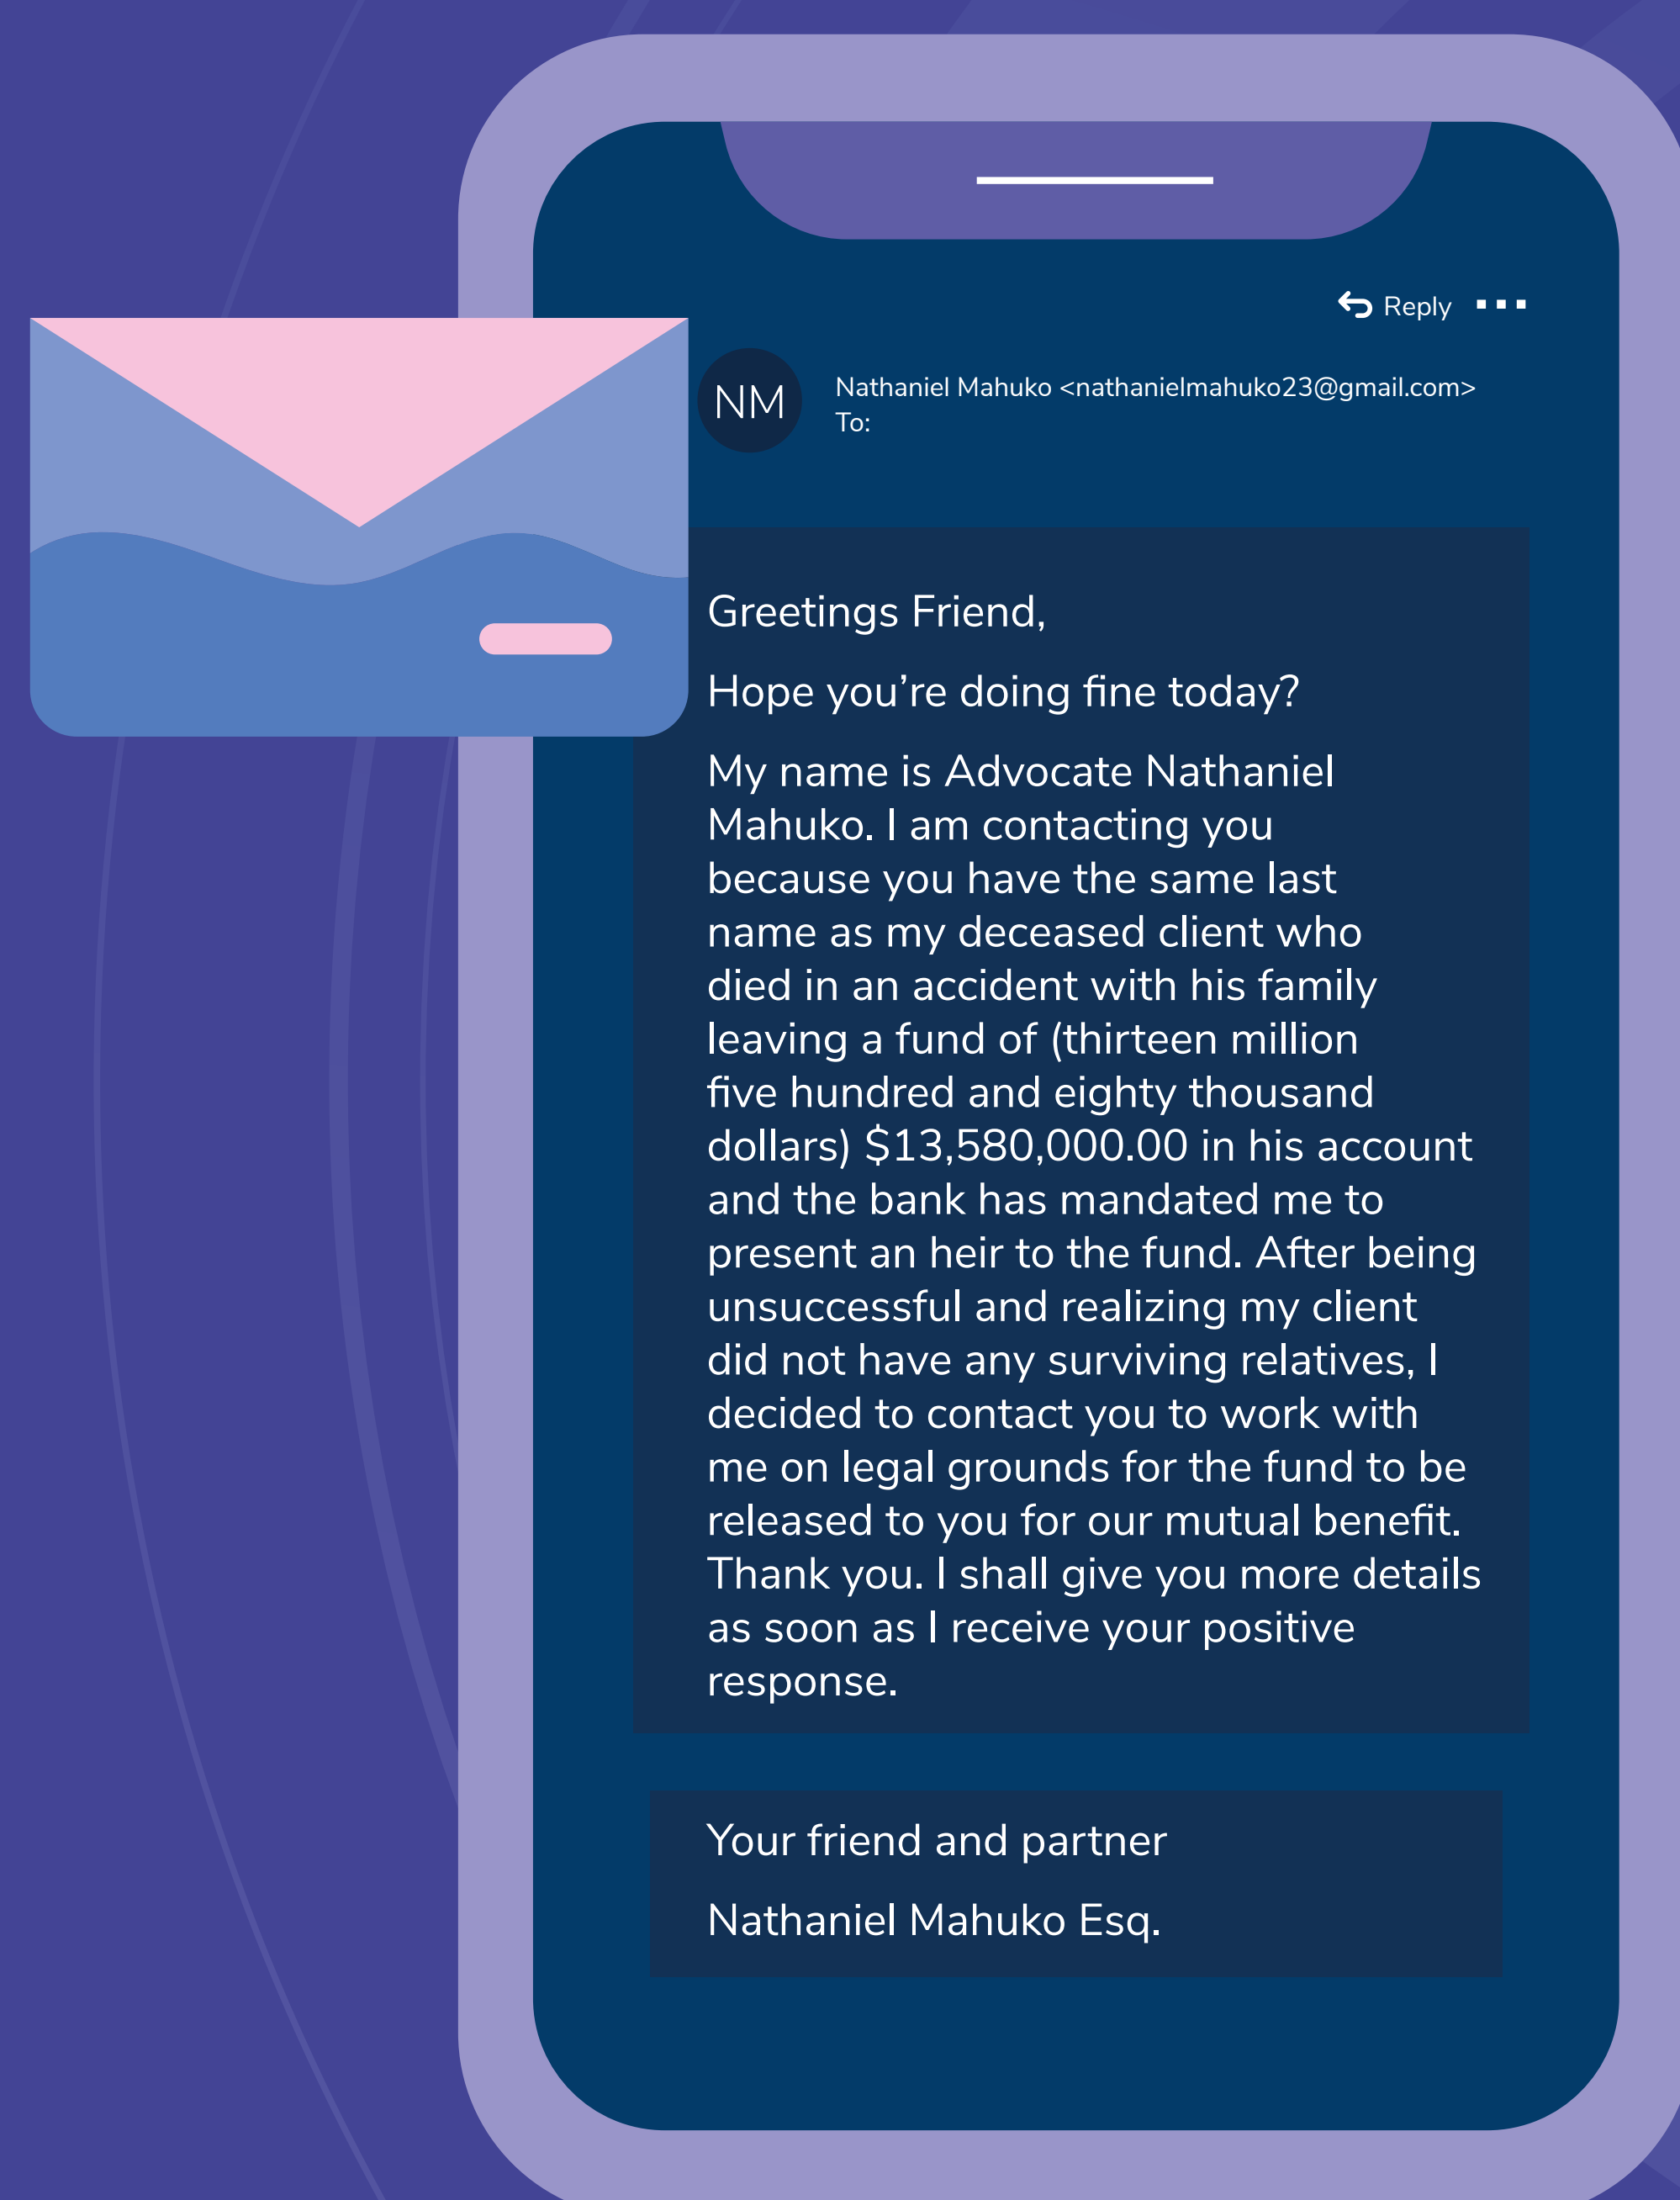 Reply
NM
Nathaniel Mahuko <nathanielmahuko23@gmail.com>
To:
Greetings Friend,
Hope you’re doing fine today?
My name is Advocate Nathaniel
Mahuko. I am contacting you
because you have the same last
name as my deceased client who
died in an accident with his family
leaving a fund of (thirteen million
five hundred and eighty thousand
dollars) $13,580,000.00 in his account
and the bank has mandated me to
present an heir to the fund. After being
unsuccessful and realizing my client
did not have any surviving relatives, I
decided to contact you to work with
me on legal grounds for the fund to be
released to you for our mutual benefit.
Thank you. I shall give you more details
as soon as I receive your positive
response.
Your friend and partner
Nathaniel Mahuko Esq.